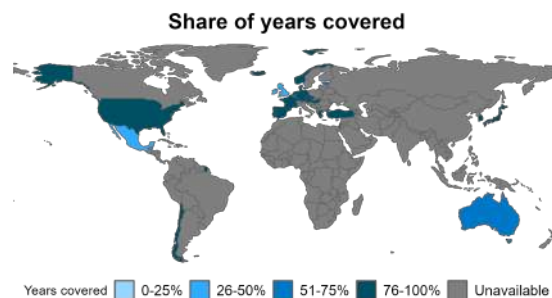 Share of years covered
Years covered 0-25% 26-50% 51-75% 76-100% Unavailable